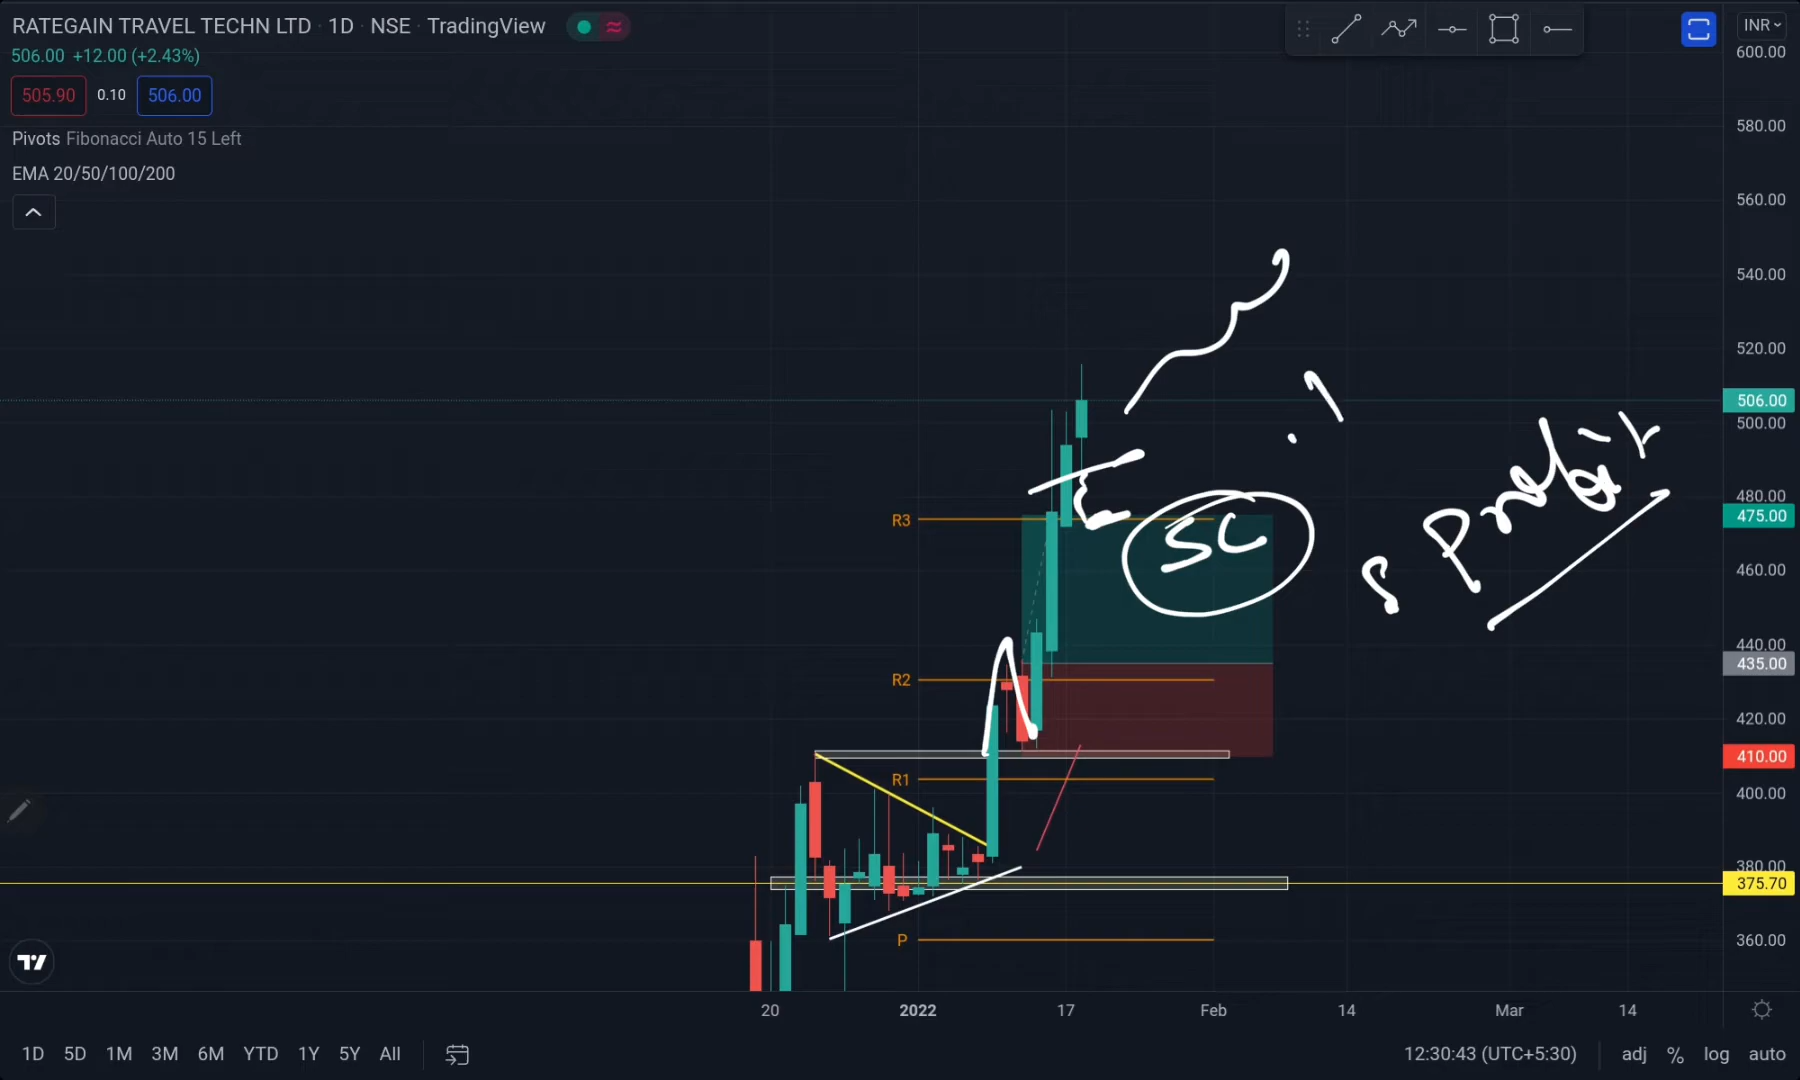 RATEGAIN TRAVEL TECHN LTD · 1D · NSE · TradingView
INR
506.00 +12.00 (+2.43%)
505.90 0.10 506.00
Pivots Fibonacci Auto 15 Left
EMA 20/50/100/200
600.00
580.00
560.00
540.00
520.00
506.00
500.00
480.00
475.00
460.00
440.00
435.00
420.00
410.00
400.00
380.00
375.70
360.00
R3
SC
Profit
R2
R1
P
20 2022 17 Feb 14 Mar 14
1D 5D 1M 3M 6M YTD 1Y 5Y All
12:30:43 (UTC+5:30) adj % log auto